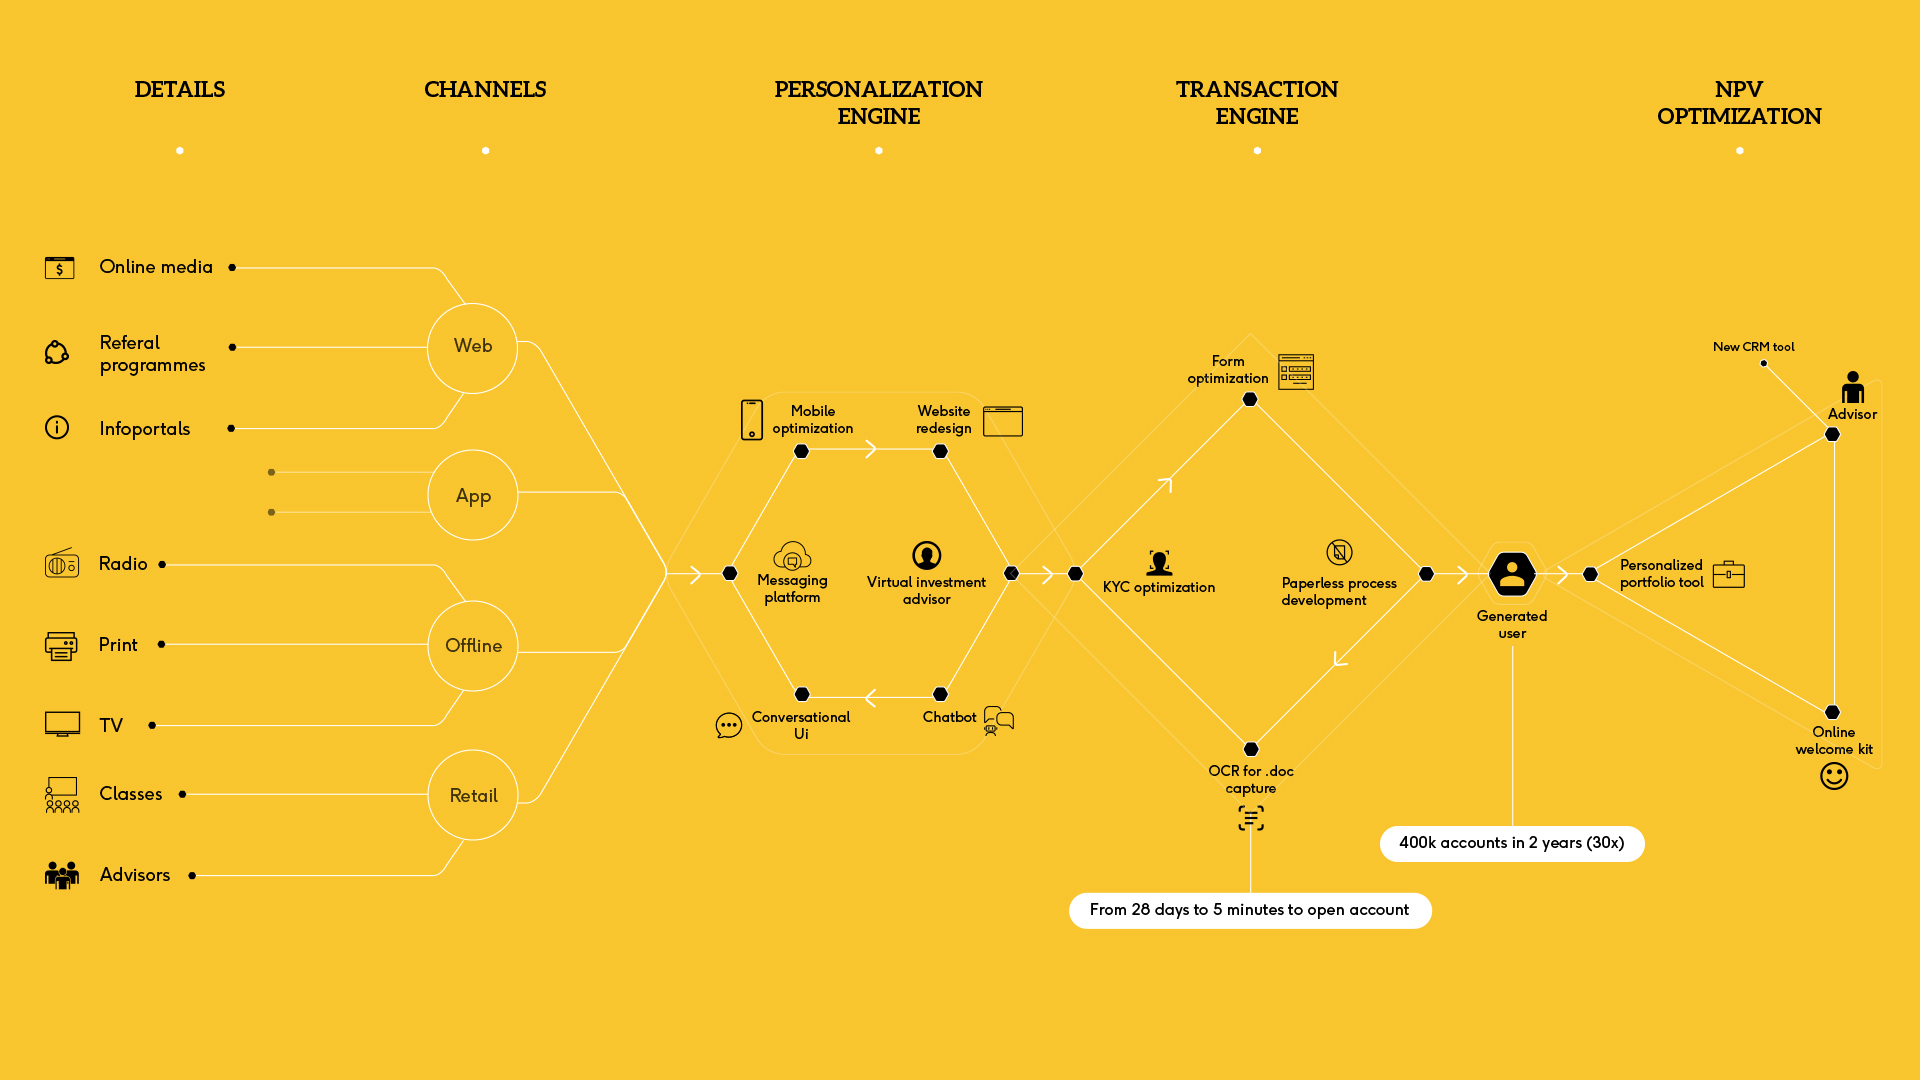 DETAILS
CHANNELS
PERSONALIZATION
ENGINE
TRANSACTION
ENGINE
NPV
OPTIMIZATION
Online media
Referal
programmes
Infoportals
Radio
Print
TV
Classes
Advisors
Web
App
Offline
Retail
Mobile
optimization
Website
redesign
Messaging
platform
Virtual investment
advisor
Conversational
Ui
Chatbot
Form
optimization
KYC optimization
Paperless process
development
OCR for .doc
capture
From 28 days to 5 minutes to open account
Generated
user
400k accounts in 2 years (30x)
New CRM tool
Advisor
Personalized
portfolio tool
Online
welcome kit